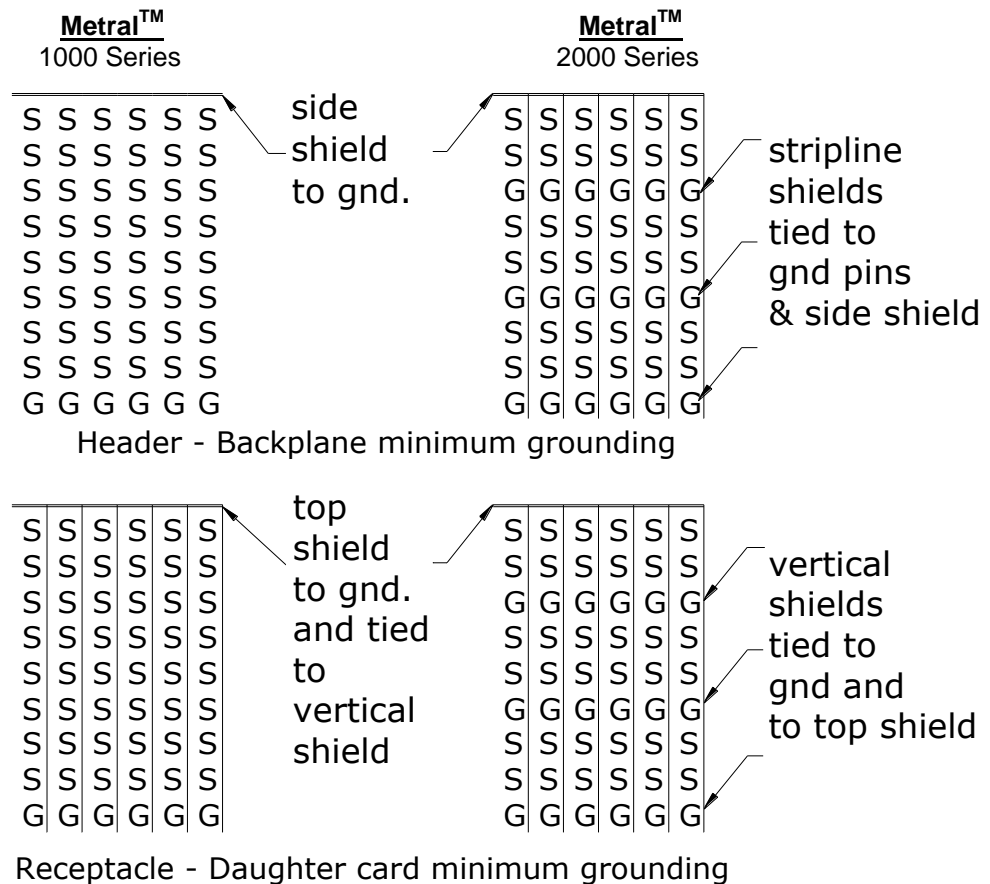 Metral™
1000 Series
Metral™
2000 Series
S S S S S S
S S S S S S
S S S S S S
S S S S S S
S S S S S S
S S S S S S
S S S S S S
S S S S S S
G G G G G G
side
shield
to gnd.
S S S S S S
S S S S S S
G G G G G G
S S S S S S
S S S S S S
G G G G G G
S S S S S S
S S S S S S
G G G G G G
stripline
shields
tied to
gnd pins
& side shield
Header - Backplane minimum grounding
S S S S S S
S S S S S S
S S S S S S
S S S S S S
S S S S S S
S S S S S S
S S S S S S
S S S S S S
G G G G G G
top
shield
to gnd.
and tied
to
vertical
shield
S S S S S S
S S S S S S
G G G G G G
S S S S S S
S S S S S S
G G G G G G
S S S S S S
S S S S S S
G G G G G G
vertical
shields
tied to
gnd and
to top shield
Receptacle - Daughter card minimum grounding